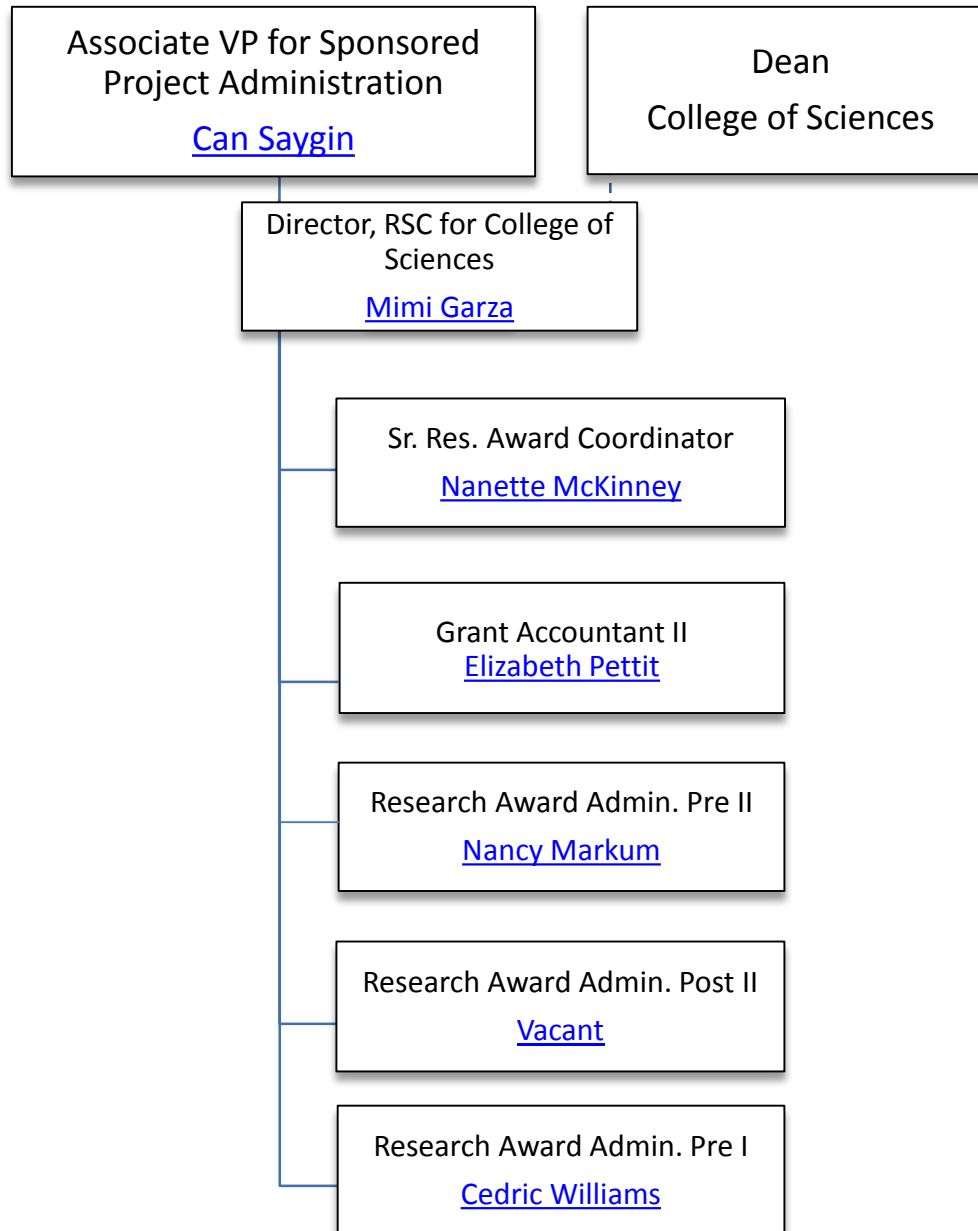 Associate VP for Sponsored
Project Administration
Can Saygin
Dean
College of Sciences
Director, RSC for College of
Sciences
Mimi Garza
Sr. Res. Award Coordinator
Nanette McKinney
Grant Accountant II
Elizabeth Pettit
Research Award Admin. Pre II
Nancy Markum
Research Award Admin. Post II
Vacant
Research Award Admin. Pre I
Cedric Williams